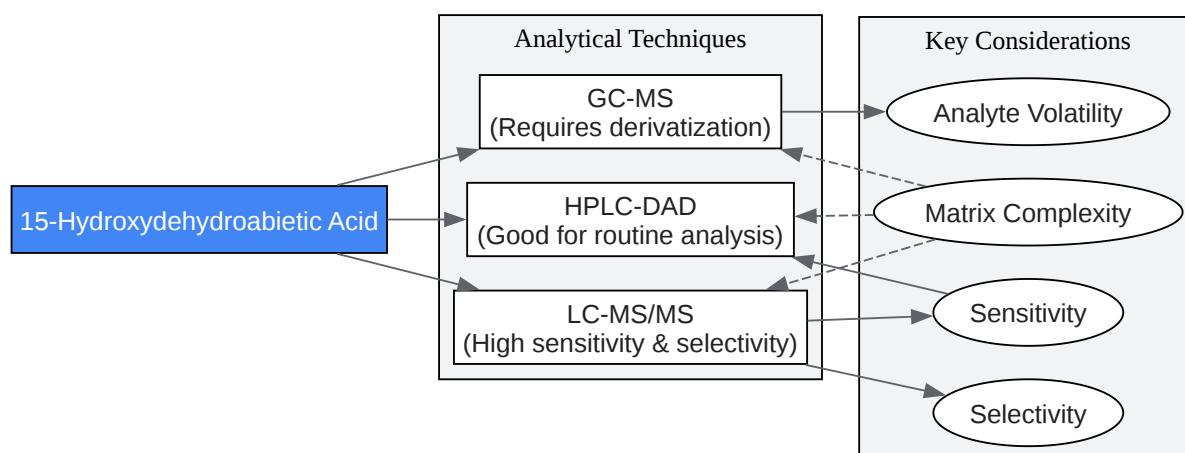 Analytical Techniques
Key Considerations
GC-MS
(Requires derivatization)
Analyte Volatility
15-Hydroxydehydroabietic Acid
HPLC-DAD
(Good for routine analysis)
Matrix Complexity
LC-MS/MS
(High sensitivity & selectivity)
Sensitivity
Selectivity